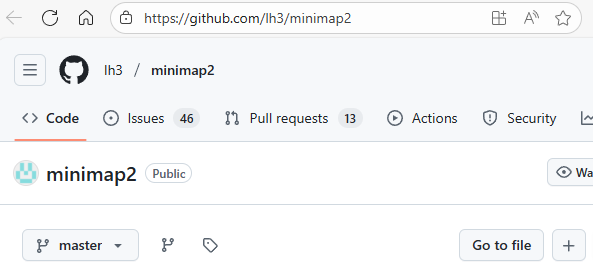 https://github.com/lh3/minimap2
lh3 / minimap2
Code Issues 46 Pull requests 13 Actions Security
minimap2 Public Wa
master Go to file